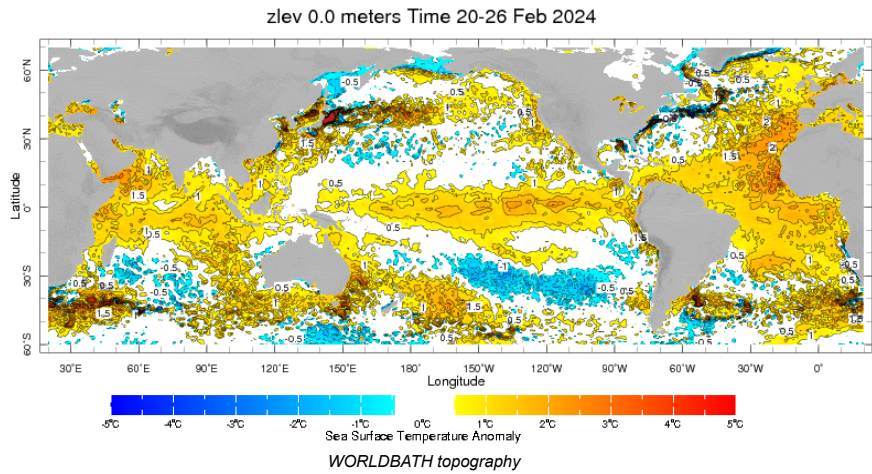 zlev 0.0 meters Time 20-26 Feb 2024
60°N
30°N
0°
30°S
60°S
Latitude
30°E 60°E 90°E 120°E 150°E 180° 150°W 120°W 90°W 60°W 30°W 0°
Longitude
-5°C -4°C -3°C -2°C -1°C 0°C 1°C 2°C 3°C 4°C 5°C
Sea Surface Temperature Anomaly
WORLDBATH topography